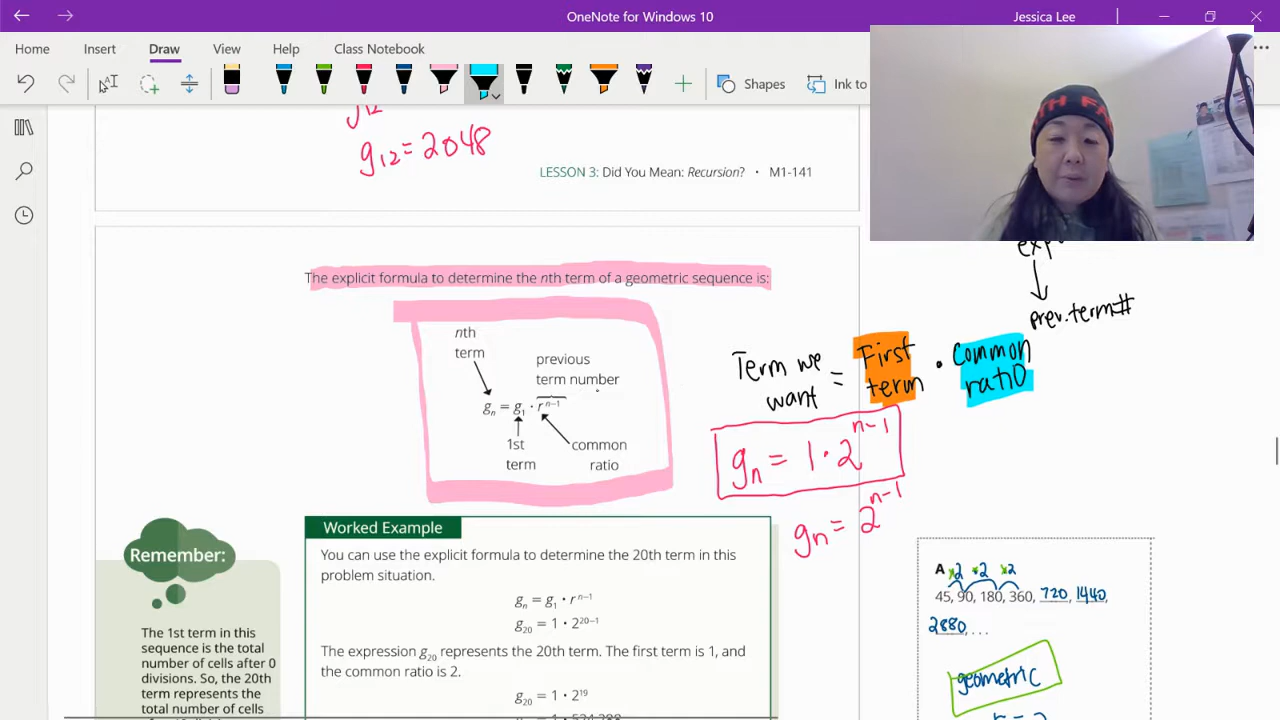 OneNote for Windows 10
Jessica Lee
Home Insert Draw View Help Class Notebook
Shapes
Ink to
g12 = 2048
LESSON 3: Did You Mean: Recursion? • M1-141
The explicit formula to determine the nth term of a geometric sequence is:
nth
term
previous
term number
gn = g1 · r^n−1
1st
term
common
ratio
prev. term #
Term we
want = First
term · Common
ratio
gn = 1 · 2^n−1
gn = 2^n−1
Remember:
The 1st term in this
sequence is the total
number of cells after 0
divisions. So, the 20th
term represents the
total number of cells
Worked Example
You can use the explicit formula to determine the 20th term in this
problem situation.
gn = g1 · r^n−1
g20 = 1 · 2^20−1
The expression g20 represents the 20th term. The first term is 1, and
the common ratio is 2.
g20 = 1 · 2^19
= 1 · 524,288
A ×2 ·2 ×2
45, 90, 180, 360, 720, 1440,
2880, ...
geometric